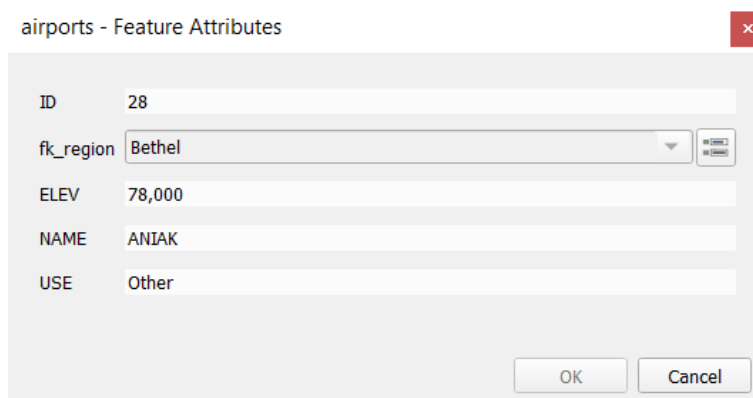 airports - Feature Attributes
ID 28
fk_region Bethel
ELEV 78,000
NAME ANIAK
USE Other
OK Cancel